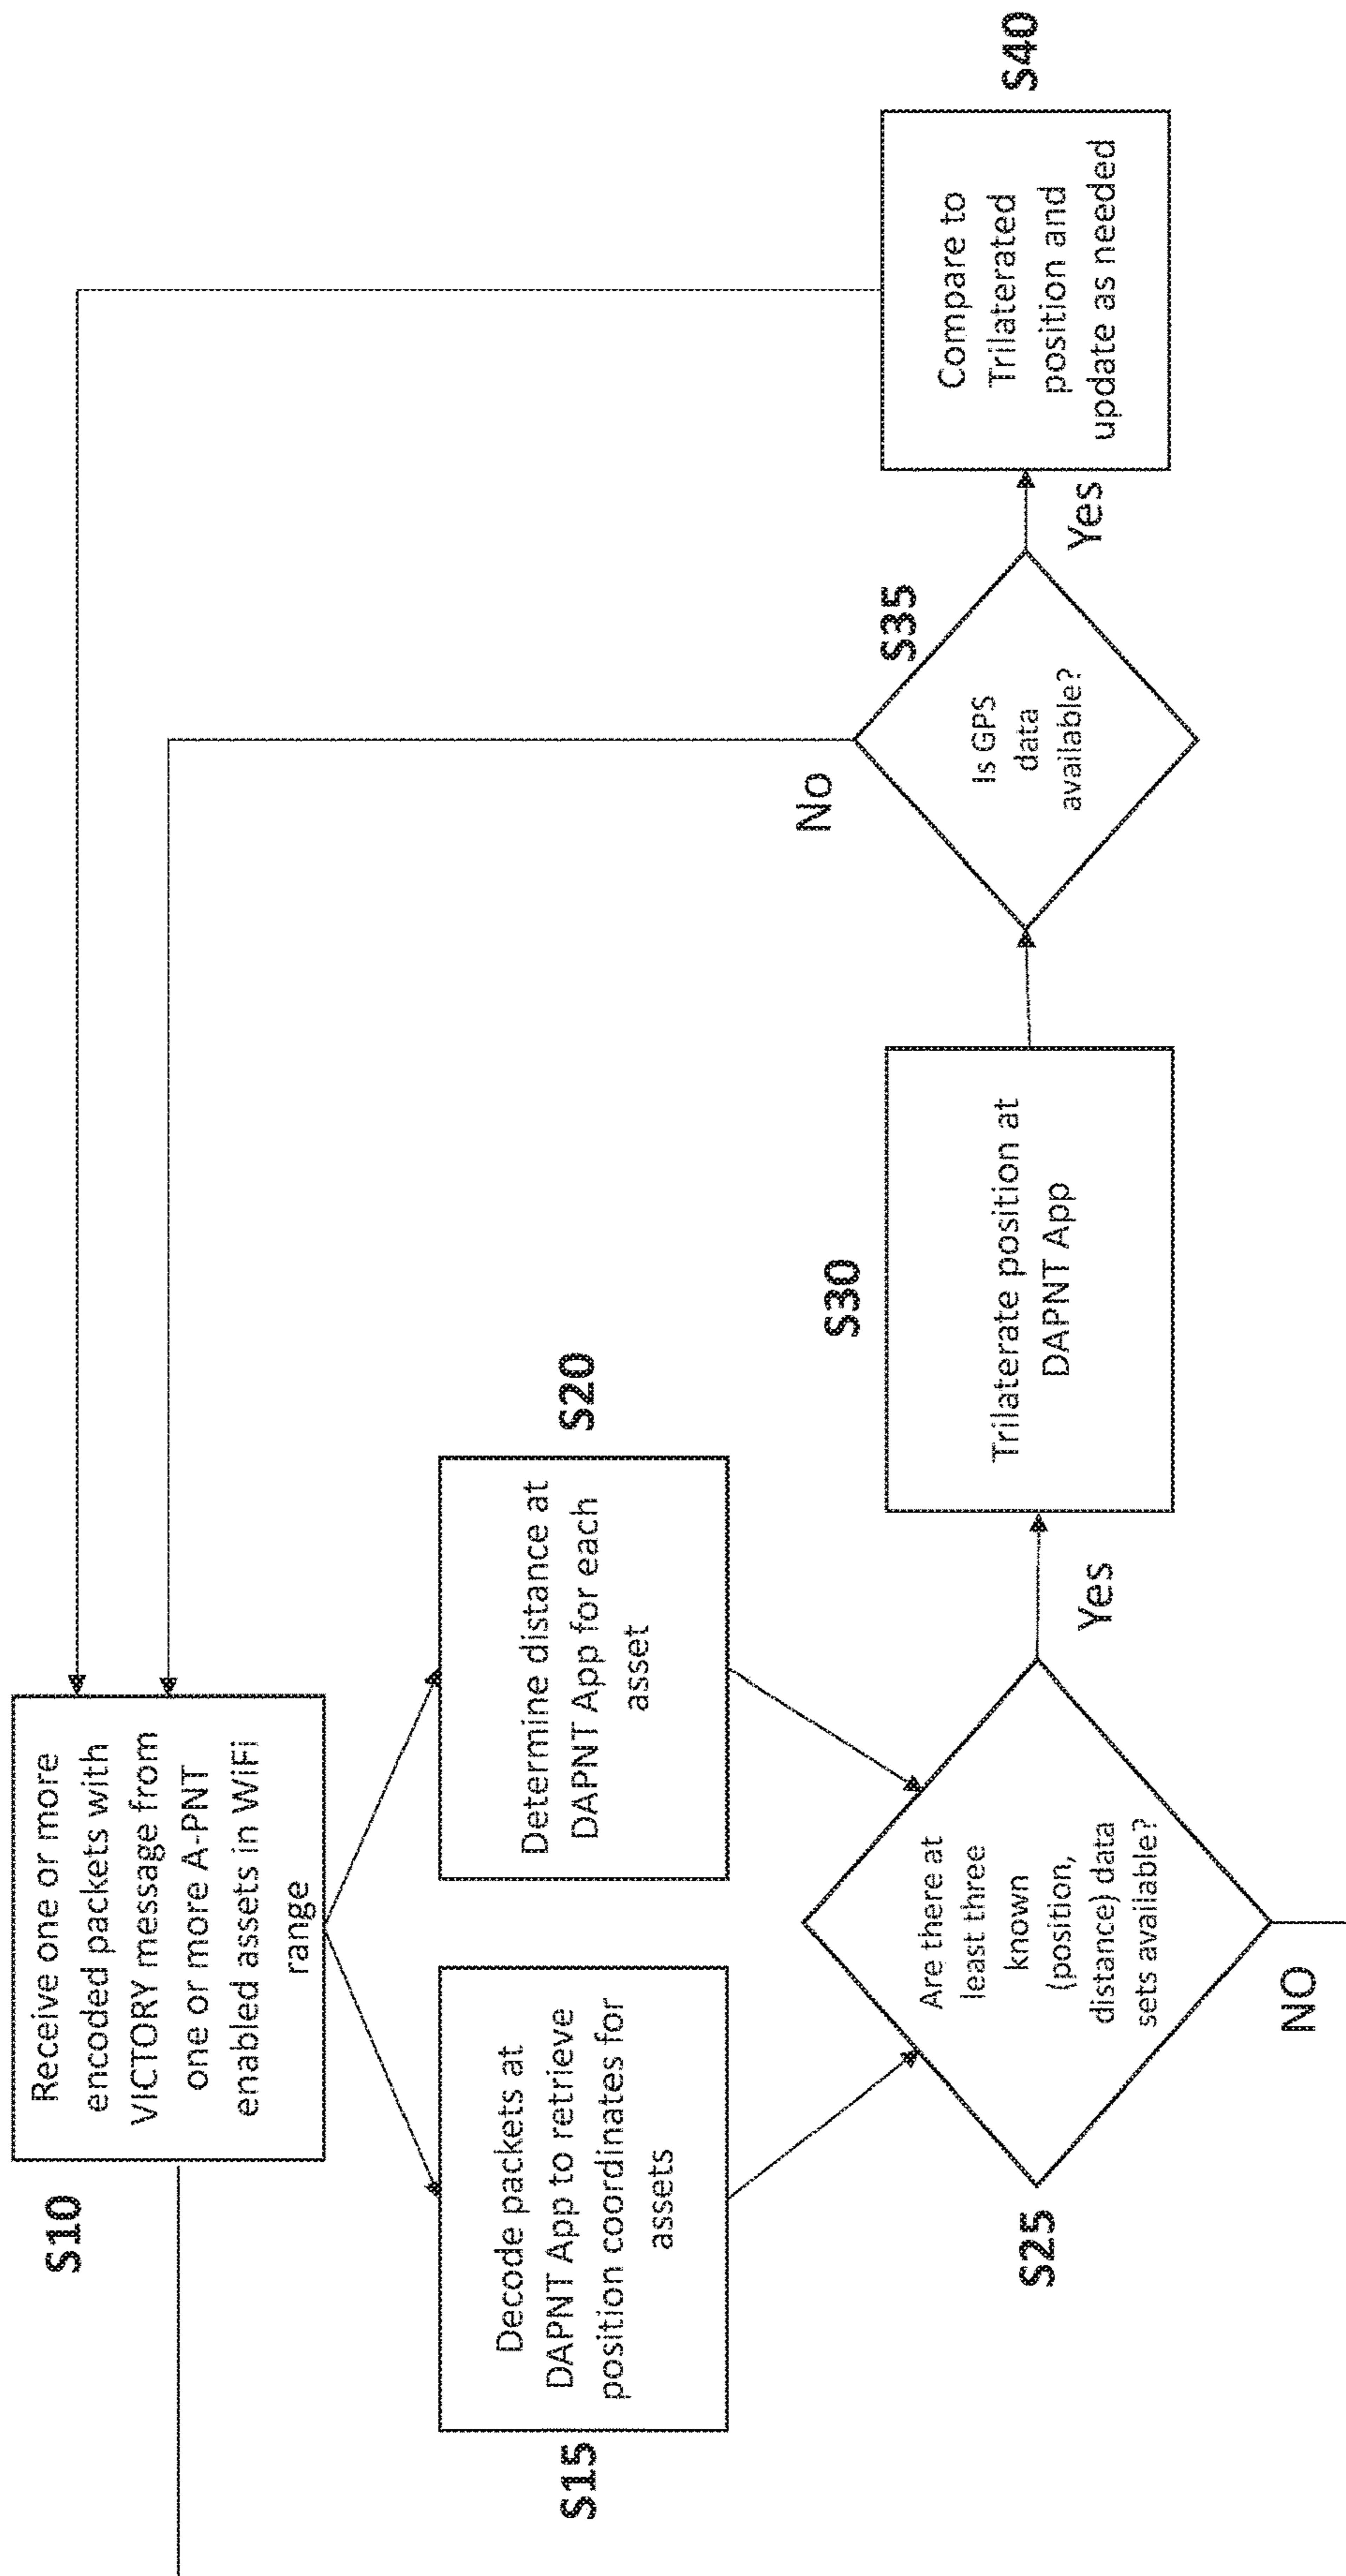 S10
Receive one or more
encoded packets with
VICTORY message from
one or more A-PNT
enabled assets in WiFi
range
S15
Decode packets at
DAPNT App to retrieve
position coordinates for
assets
S20
Determine distance at
DAPNT App for each
asset
S25
Are there at
least three
known
(position,
distance) data
sets available?
NO
Yes
S30
Trilaterate position at
DAPNT App
S35
Is GPS
data
available?
No
Yes
S40
Compare to
Trilaterated
position and
update as needed